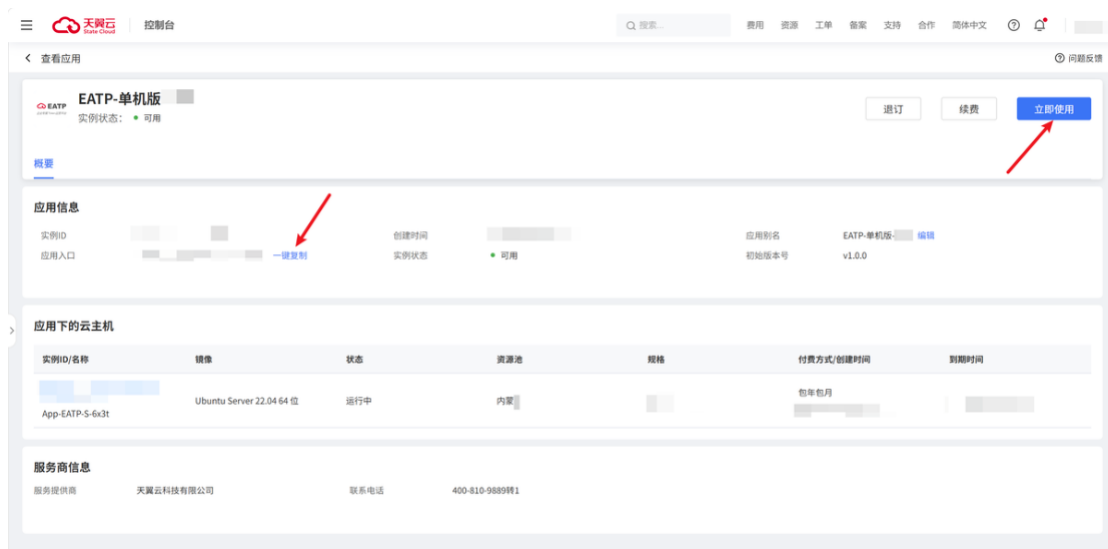 天翼云 控制台 搜索... 费用 资源 工单 备案 支持 合作 简体中文
State Cloud
查看应用 问题反馈
EATP EATP-单机版
实例状态： 可用
退订 续费 立即使用
概要
应用信息
实例ID 创建时间 应用别名 EATP-单机版- 编辑
应用入口 一键复制 实例状态 可用 初始版本号 v1.0.0
应用下的云主机
实例ID/名称 镜像 状态 资源池 规格 付费方式/创建时间 到期时间
App-EATP-S-6x3t Ubuntu Server 22.04 64 位 运行中 内蒙 包年包月
服务商信息
服务提供商 天翼云科技有限公司 联系电话 400-810-9889转1